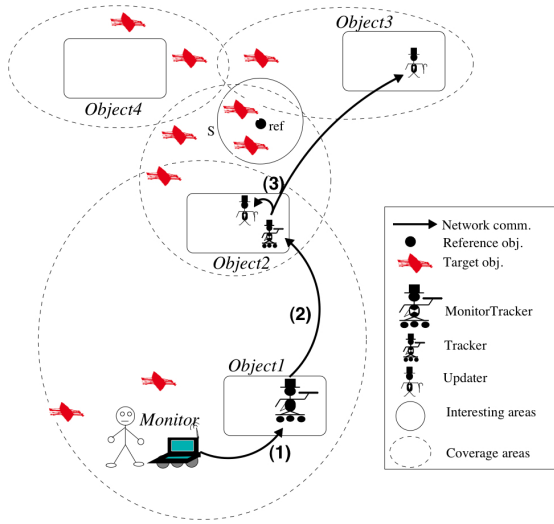 Object3
Object4
S
ref
(3)
Object2
(2)
Object1
Monitor
(1)
Network comm.
Reference obj.
Target obj.
MonitorTracker
Tracker
Updater
Interesting areas
Coverage areas